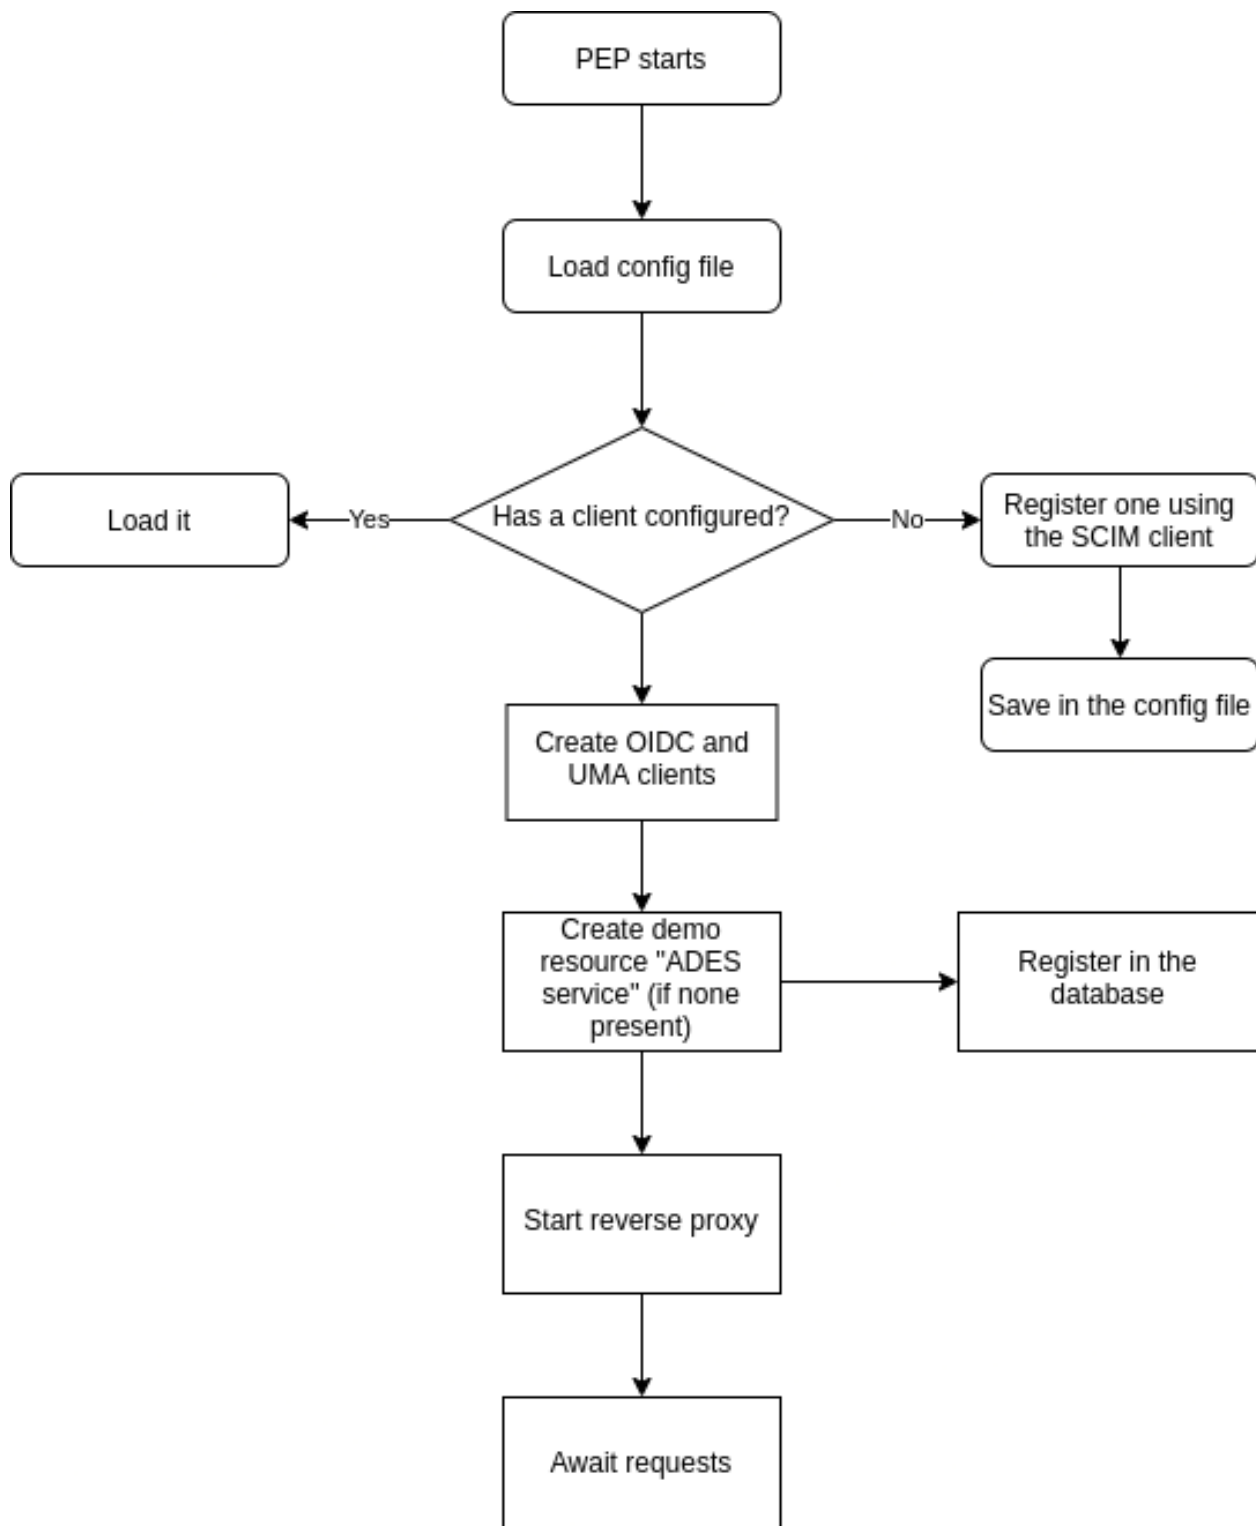 PEP starts
Load config file
Load it
Yes
Has a client configured?
No
Register one using
the SCIM client
Save in the config file
Create OIDC and
UMA clients
Create demo
resource "ADES
service" (if none
present)
Register in the
database
Start reverse proxy
Await requests